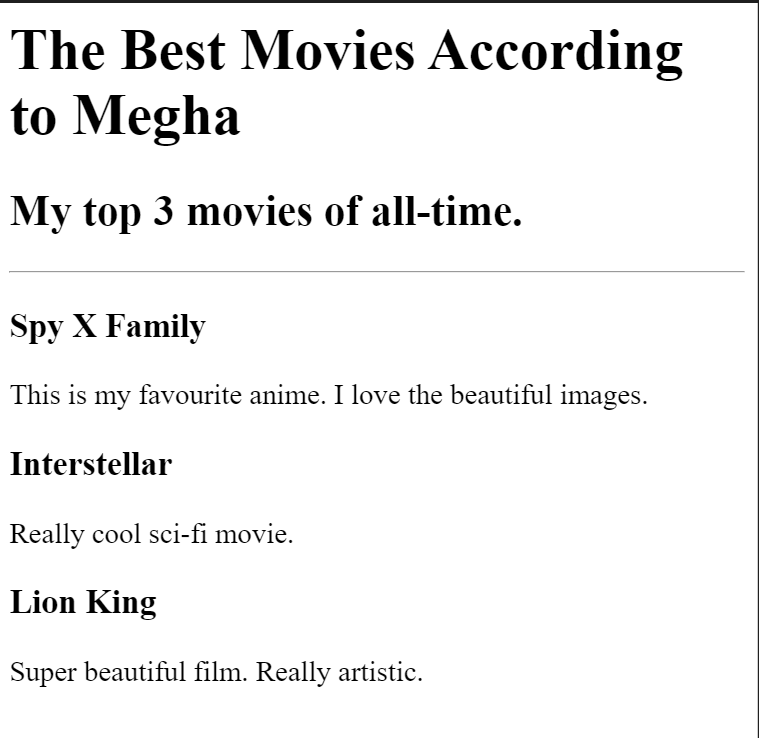 The Best Movies According
to Megha
My top 3 movies of all-time.
Spy X Family
This is my favourite anime. I love the beautiful images.
Interstellar
Really cool sci-fi movie.
Lion King
Super beautiful film. Really artistic.